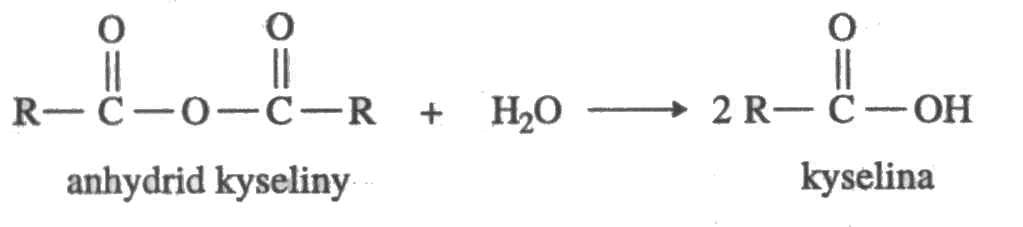 O O O
R—C—O—C—R + H₂O ⟶ 2 R—C—OH
anhydrid kyseliny kyselina